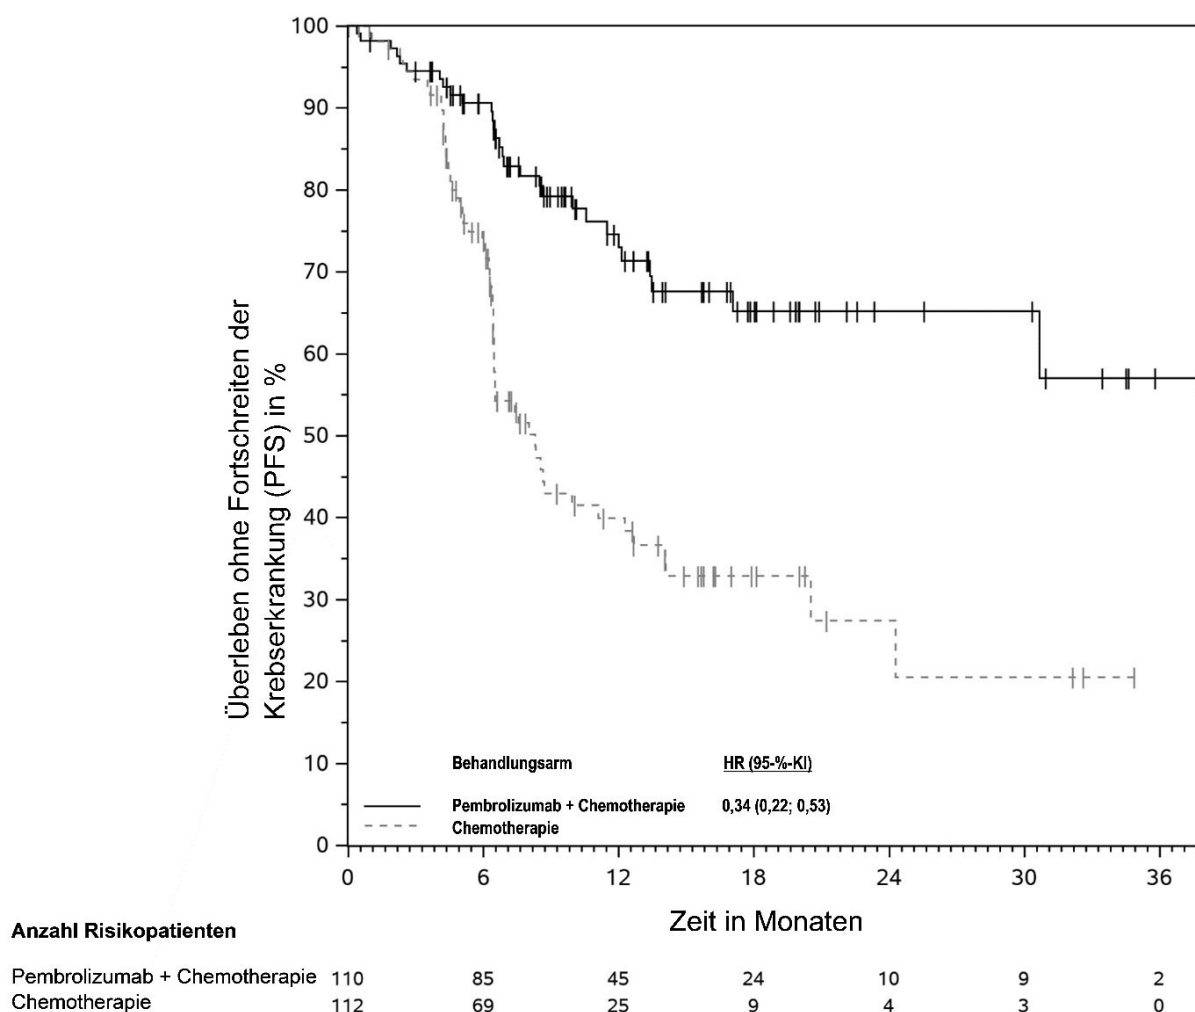 100
90
80
70
60
50
40
30
20
10
0
Überleben ohne Fortschreiten der
Krebserkrankung (PFS) in %
Behandlungsarm HR (95-%-KI)
Pembrolizumab + Chemotherapie 0,34 (0,22; 0,53)
Chemotherapie
0 6 12 18 24 30 36
Zeit in Monaten
Anzahl Risikopatienten
Pembrolizumab + Chemotherapie 110 85 45 24 10 9 2
Chemotherapie 112 69 25 9 4 3 0